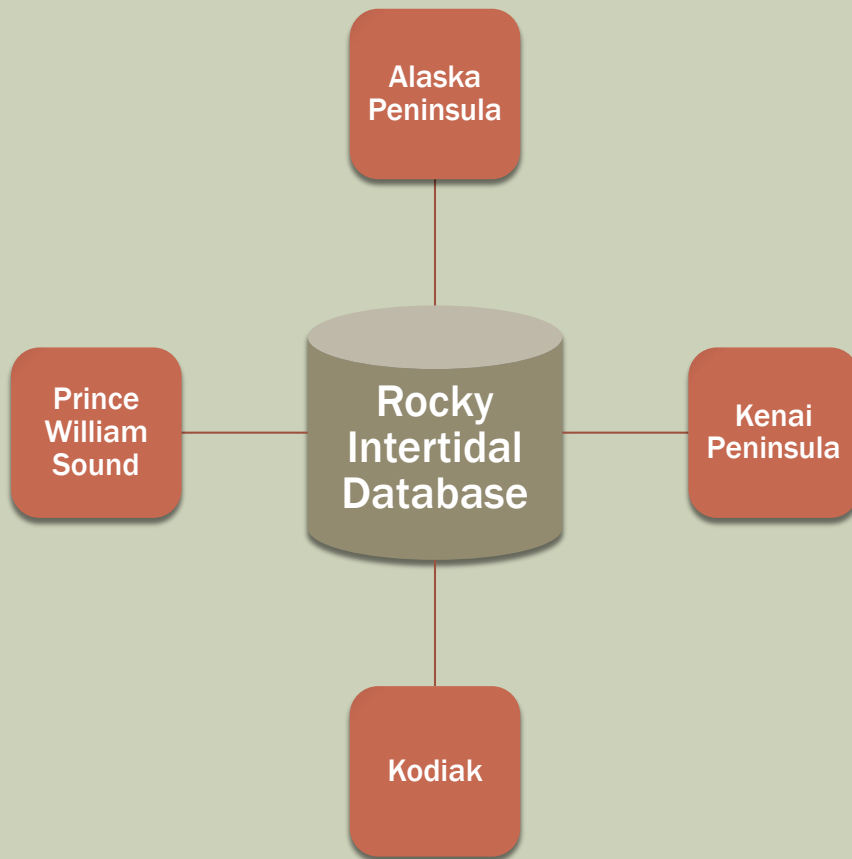 Alaska
Peninsula
Prince
William
Sound
Rocky
Intertidal
Database
Kenai
Peninsula
Kodiak